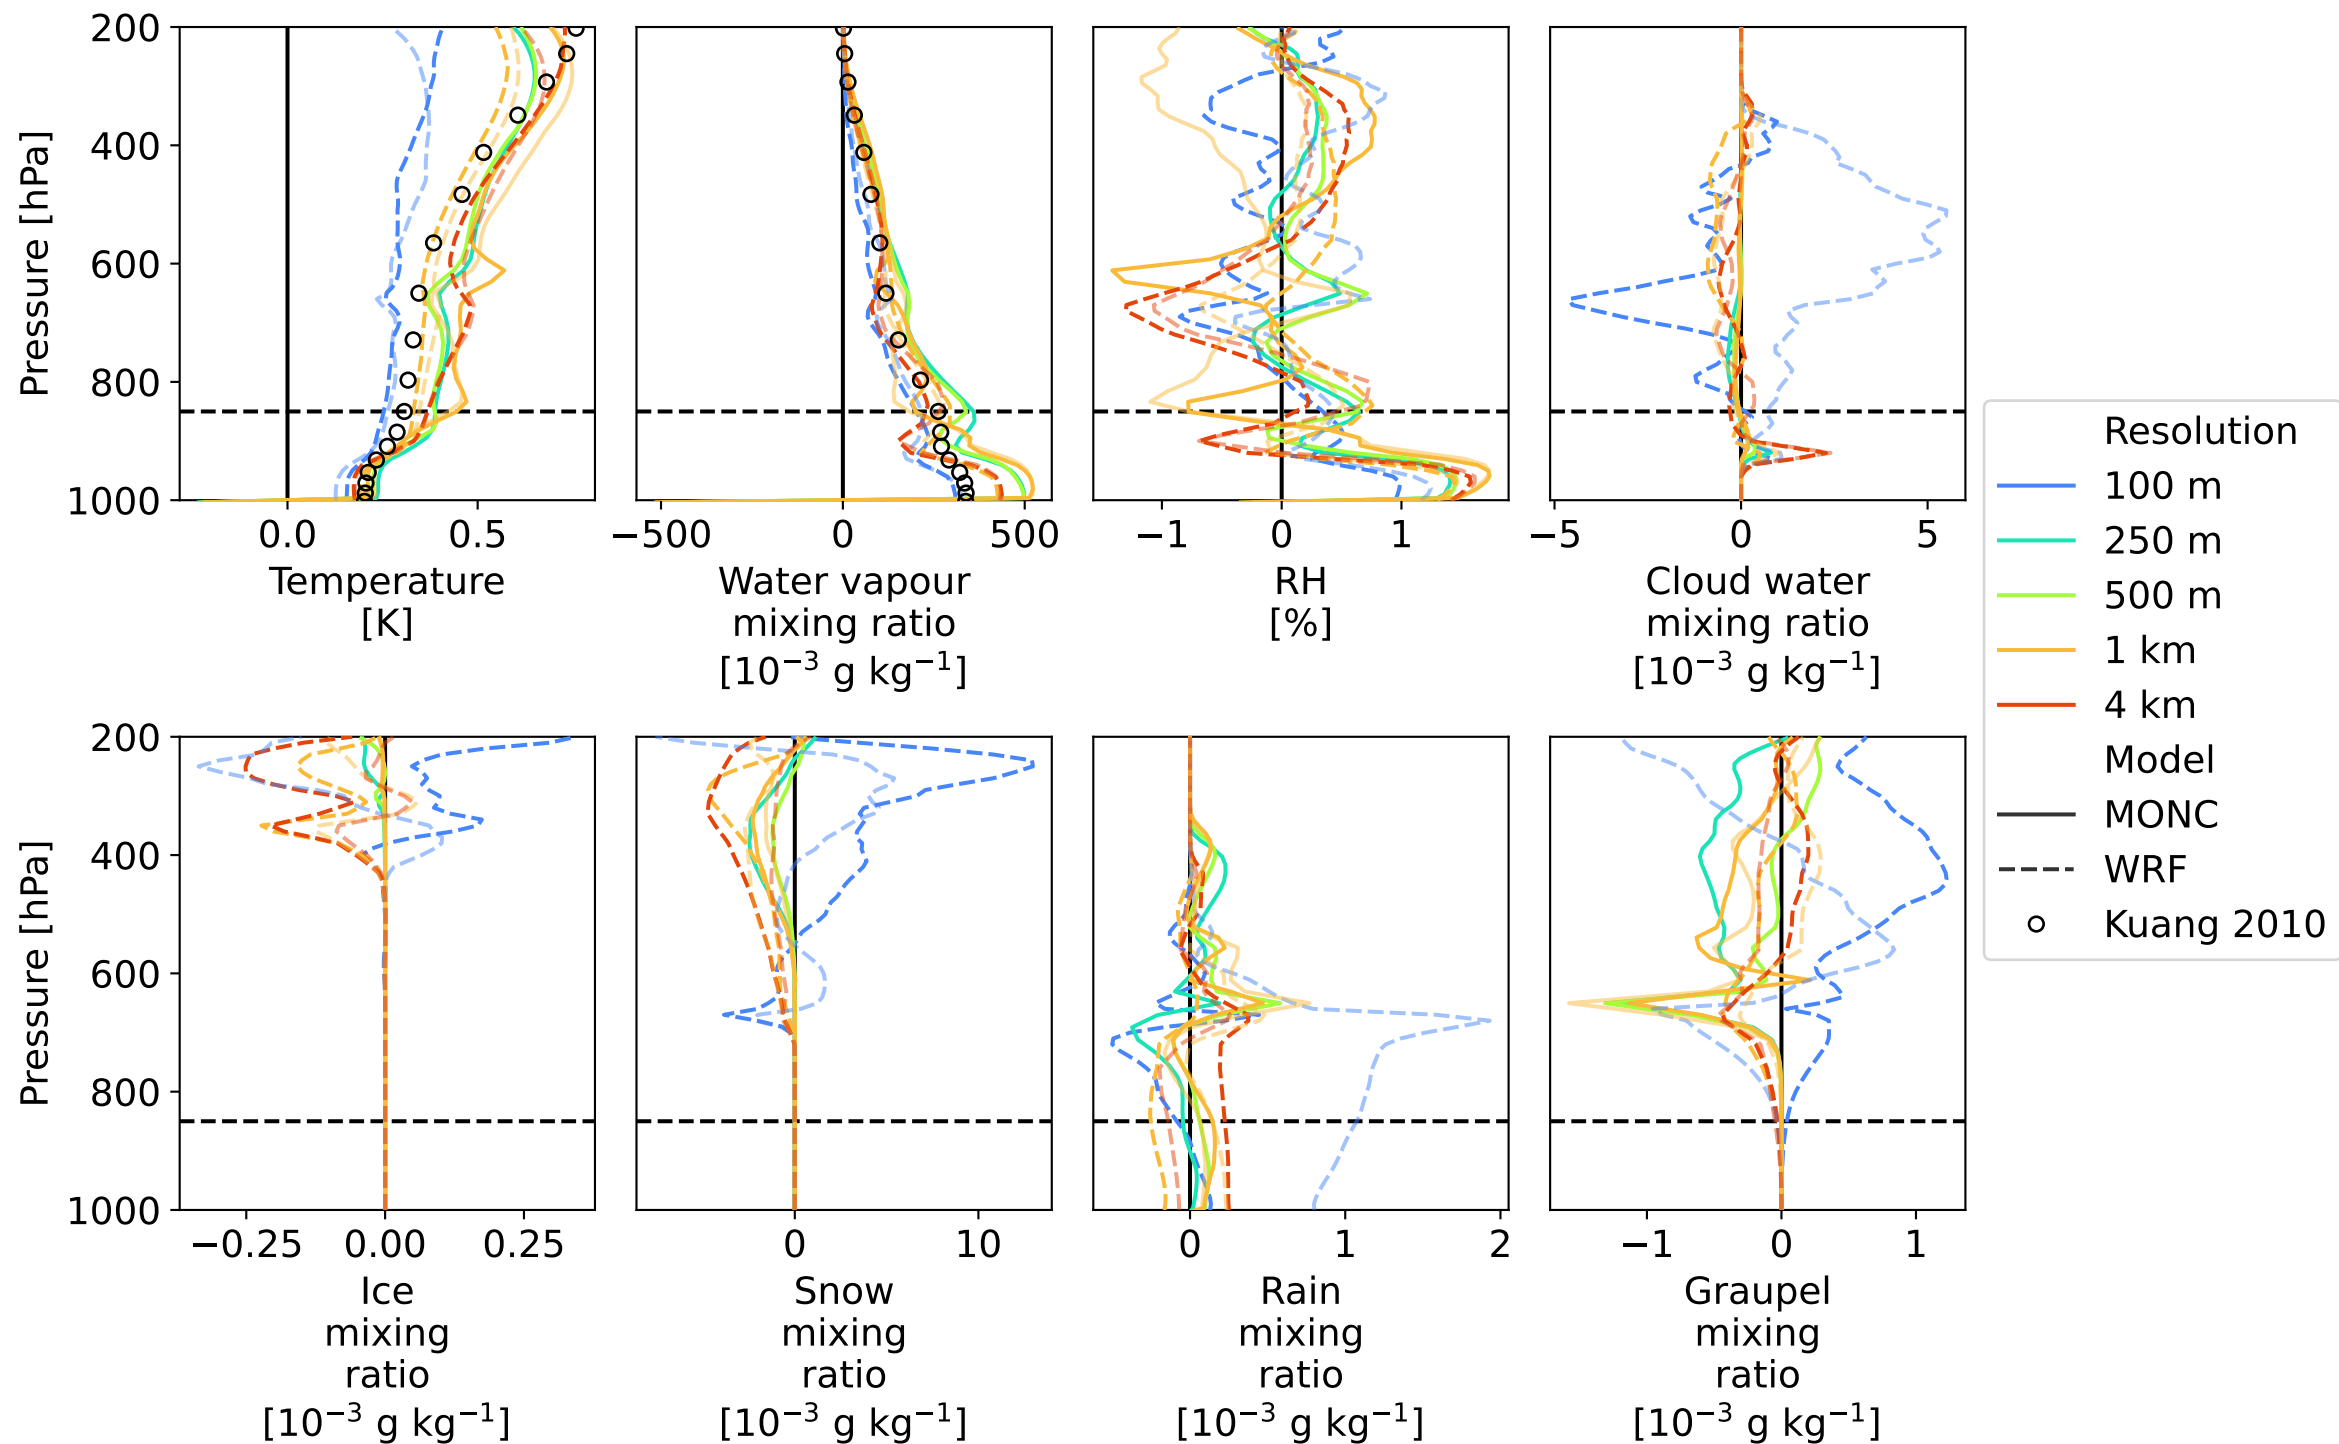 200
400
600
800
1000
Pressure [hPa]
0.0 0.5
Temperature
[K]
−500 0 500
Water vapour
mixing ratio
[10⁻³ g kg⁻¹]
−1 0 1
RH
[%]
−5 0 5
Cloud water
mixing ratio
[10⁻³ g kg⁻¹]
200
400
600
800
1000
Pressure [hPa]
−0.25 0.00 0.25
Ice
mixing
ratio
[10⁻³ g kg⁻¹]
0 10
Snow
mixing
ratio
[10⁻³ g kg⁻¹]
0 1 2
Rain
mixing
ratio
[10⁻³ g kg⁻¹]
−1 0 1
Graupel
mixing
ratio
[10⁻³ g kg⁻¹]
Resolution
100 m
250 m
500 m
1 km
4 km
Model
MONC
WRF
Kuang 2010